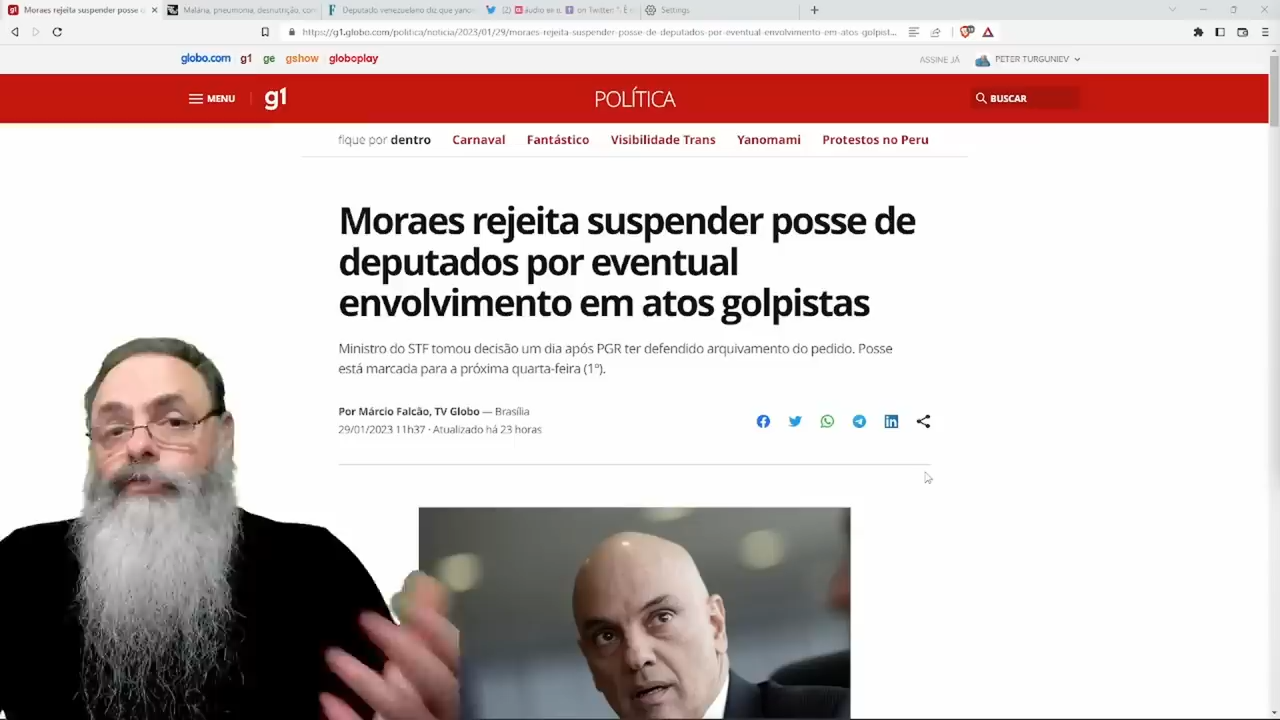 Moraes rejeita suspender posse d
Malária, pneumonia, desnutrição, con
Deputado venezuelano diz que yano
on Twitter: "
Settings
https://g1.globo.com/politica/noticia/2023/01/29/moraes-rejeita-suspender-posse-de-deputados-por-eventual-envolvimento-em-atos-golpist...
globo.com g1 ge gshow globoplay
ASSINE JÁ
PETER TURGUNIEV
MENU
g1
POLÍTICA
BUSCAR
fique por dentro Carnaval Fantástico Visibilidade Trans Yanomami Protestos no Peru
Moraes rejeita suspender posse de
deputados por eventual
envolvimento em atos golpistas
Ministro do STF tomou decisão um dia após PGR ter defendido arquivamento do pedido. Posse
está marcada para a próxima quarta-feira (1º).
Por Márcio Falcão, TV Globo — Brasília
29/01/2023 11h37 · Atualizado há 23 horas